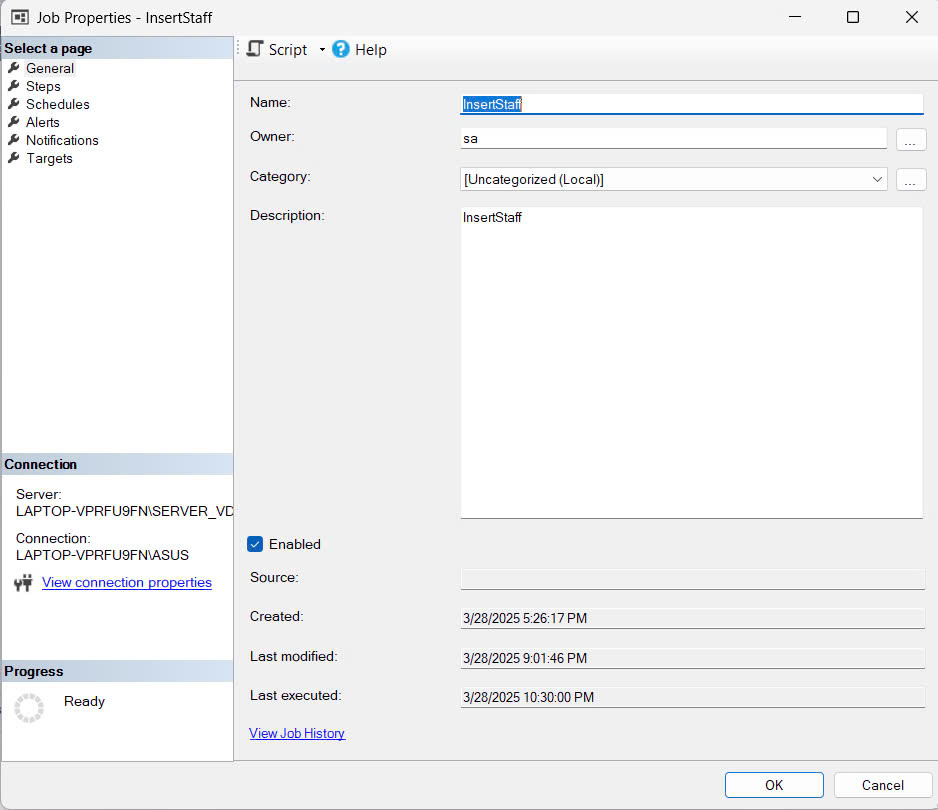 Job Properties - InsertStaff
Select a page
General
Steps
Schedules
Alerts
Notifications
Targets
Script
Help
Name:
InsertStaff
Owner:
sa
...
Category:
[Uncategorized (Local)]
...
Description:
InsertStaff
Enabled
Source:
Created:
3/28/2025 5:26:17 PM
Last modified:
3/28/2025 9:01:46 PM
Last executed:
3/28/2025 10:30:00 PM
View Job History
Connection
Server:
LAPTOP-VPRFU9FN\SERVER_VD
Connection:
LAPTOP-VPRFU9FN\ASUS
View connection properties
Progress
Ready
OK
Cancel